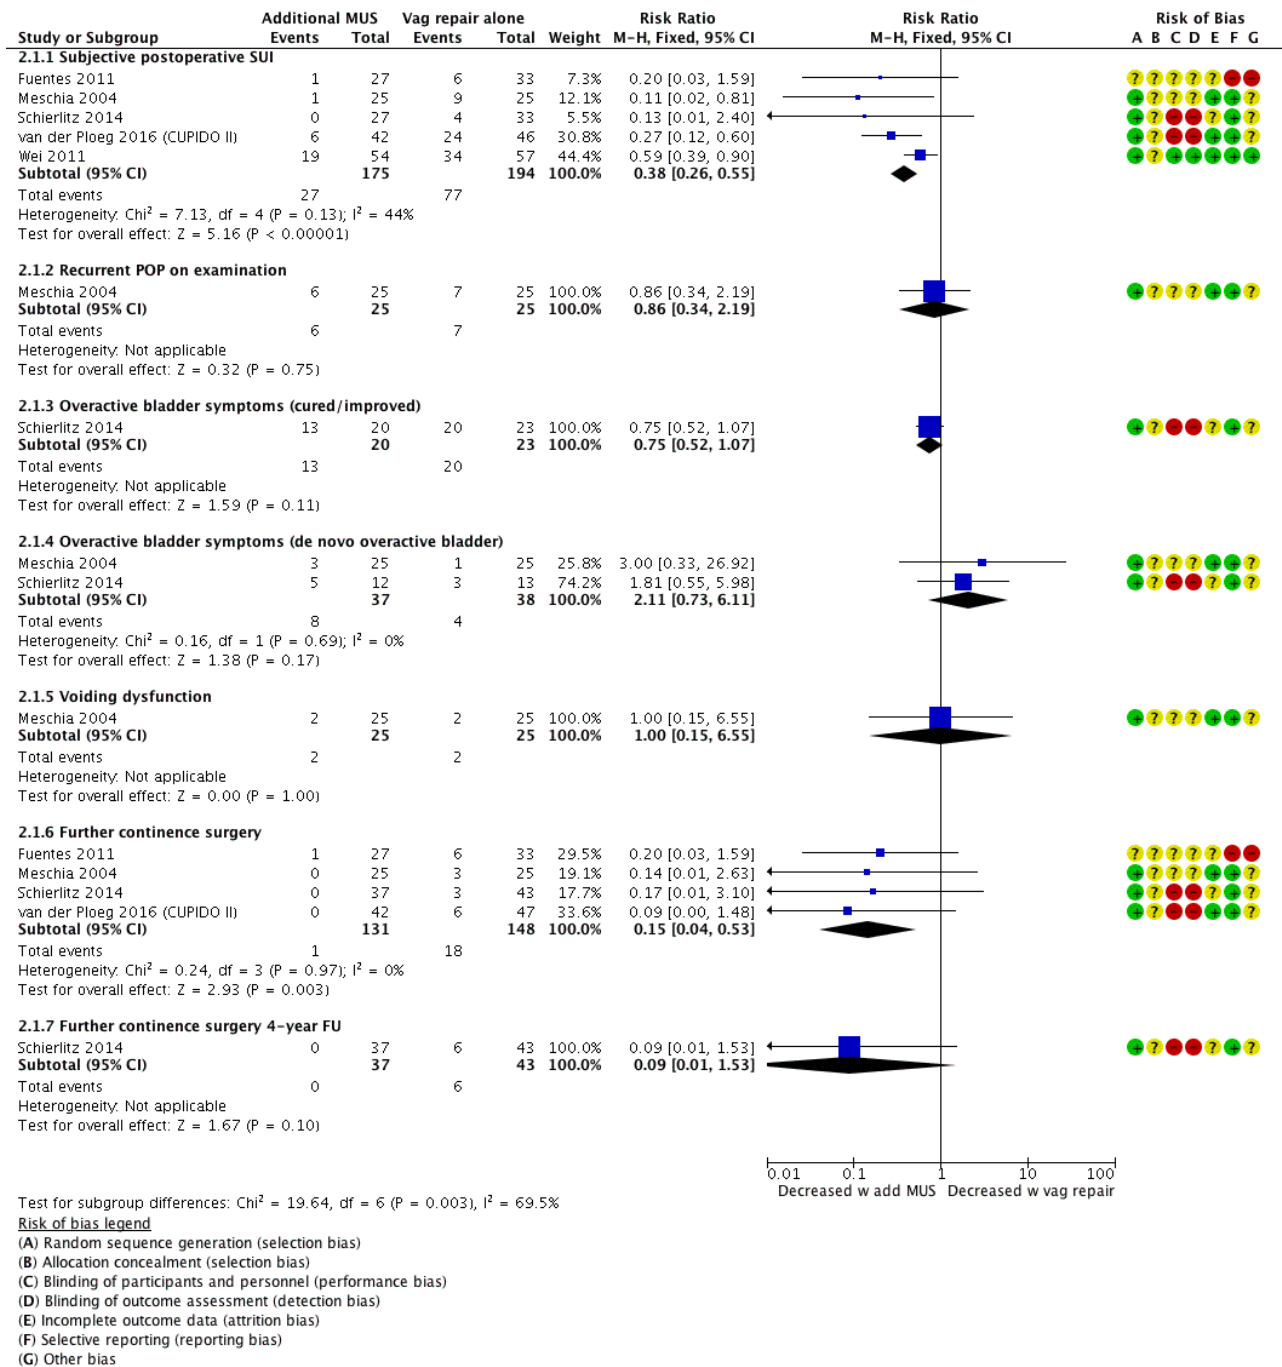 Additional MUS Vag repair alone Risk Ratio Risk Ratio Risk of Bias
Study or Subgroup Events Total Events Total Weight M-H, Fixed, 95% CI M-H, Fixed, 95% CI A B C D E F G
2.1.1 Subjective postoperative SUI
Fuentes 2011 1 27 6 33 7.3% 0.20 [0.03, 1.59] ? ? ? ? ? - -
Meschia 2004 1 25 9 25 12.1% 0.11 [0.02, 0.81] + ? ? ? + + ?
Schierlitz 2014 0 27 4 33 5.5% 0.13 [0.01, 2.40] + ? - - ? + ?
van der Ploeg 2016 (CUPIDO II) 6 42 24 46 30.8% 0.27 [0.12, 0.60] + ? - - + + ?
Wei 2011 19 54 34 57 44.4% 0.59 [0.39, 0.90] + ? + + + + +
Subtotal (95% CI) 175 194 100.0% 0.38 [0.26, 0.55]
Total events 27 77
Heterogeneity: Chi² = 7.13, df = 4 (P = 0.13); I² = 44%
Test for overall effect: Z = 5.16 (P < 0.00001)
2.1.2 Recurrent POP on examination
Meschia 2004 6 25 7 25 100.0% 0.86 [0.34, 2.19] + ? ? ? + + ?
Subtotal (95% CI) 25 25 100.0% 0.86 [0.34, 2.19]
Total events 6 7
Heterogeneity: Not applicable
Test for overall effect: Z = 0.32 (P = 0.75)
2.1.3 Overactive bladder symptoms (cured/improved)
Schierlitz 2014 13 20 20 23 100.0% 0.75 [0.52, 1.07] + ? - - ? + ?
Subtotal (95% CI) 20 23 100.0% 0.75 [0.52, 1.07]
Total events 13 20
Heterogeneity: Not applicable
Test for overall effect: Z = 1.59 (P = 0.11)
2.1.4 Overactive bladder symptoms (de novo overactive bladder)
Meschia 2004 3 25 1 25 25.8% 3.00 [0.33, 26.92] + ? ? ? + + ?
Schierlitz 2014 5 12 3 13 74.2% 1.81 [0.55, 5.98] + ? - - ? + ?
Subtotal (95% CI) 37 38 100.0% 2.11 [0.73, 6.11]
Total events 8 4
Heterogeneity: Chi² = 0.16, df = 1 (P = 0.69); I² = 0%
Test for overall effect: Z = 1.38 (P = 0.17)
2.1.5 Voiding dysfunction
Meschia 2004 2 25 2 25 100.0% 1.00 [0.15, 6.55] + ? ? ? + + ?
Subtotal (95% CI) 25 25 100.0% 1.00 [0.15, 6.55]
Total events 2 2
Heterogeneity: Not applicable
Test for overall effect: Z = 0.00 (P = 1.00)
2.1.6 Further continence surgery
Fuentes 2011 1 27 6 33 29.5% 0.20 [0.03, 1.59] ? ? ? ? ? - -
Meschia 2004 0 25 3 25 19.1% 0.14 [0.01, 2.63] + ? ? ? + + ?
Schierlitz 2014 0 37 3 43 17.7% 0.17 [0.01, 3.10] + ? - - ? + ?
van der Ploeg 2016 (CUPIDO II) 0 42 6 47 33.6% 0.09 [0.00, 1.48] + ? - - + + ?
Subtotal (95% CI) 131 148 100.0% 0.15 [0.04, 0.53]
Total events 1 18
Heterogeneity: Chi² = 0.24, df = 3 (P = 0.97); I² = 0%
Test for overall effect: Z = 2.93 (P = 0.003)
2.1.7 Further continence surgery 4-year FU
Schierlitz 2014 0 37 6 43 100.0% 0.09 [0.01, 1.53] + ? - - ? + ?
Subtotal (95% CI) 37 43 100.0% 0.09 [0.01, 1.53]
Total events 0 6
Heterogeneity: Not applicable
Test for overall effect: Z = 1.67 (P = 0.10)
0.01 0.1 1 10 100
Decreased w add MUS Decreased w vag repair
Test for subgroup differences: Chi² = 19.64, df = 6 (P = 0.003), I² = 69.5%
Risk of bias legend
(A) Random sequence generation (selection bias)
(B) Allocation concealment (selection bias)
(C) Blinding of participants and personnel (performance bias)
(D) Blinding of outcome assessment (detection bias)
(E) Incomplete outcome data (attrition bias)
(F) Selective reporting (reporting bias)
(G) Other bias